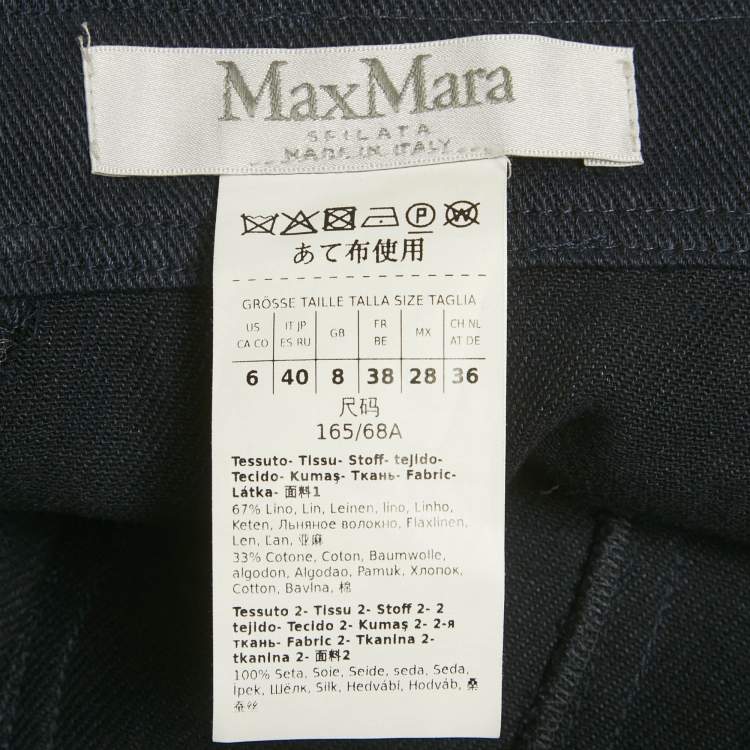 MaxMara
SFILATA
MADE IN ITALY
P W
あて布使用
GRÖSSE TAILLE TALLA SIZE TAGLIA
US CA CO IT JP ES RU GB FR BE MX CH NL AT DE
6 40 8 38 28 36
尺码
165/68A
Tessuto- Tissu- Stoff- tejido-
Tecido- Kumaş- Ткань- Fabric-
Látka- 面料1
67% Lino, Lin, Leinen, lino, Linho,
Keten, Льняное волокно, Flaxlinen,
Len, Ľan, 亚麻
33% Cotone, Coton, Baumwolle,
algodon, Algodao, Pamuk, Хлопок,
Cotton, Bavlna, 棉
Tessuto 2- Tissu 2- Stoff 2- 2
tejido- Tecido 2- Kumaş 2- 2-я
ткань- Fabric 2- Tkanina 2-
tkanina 2- 面料2
100% Seta, Soie, Seide, seda, Seda,
İpek, Шёлк, Silk, Hedvábí, Hodváb, 桑
蚕丝